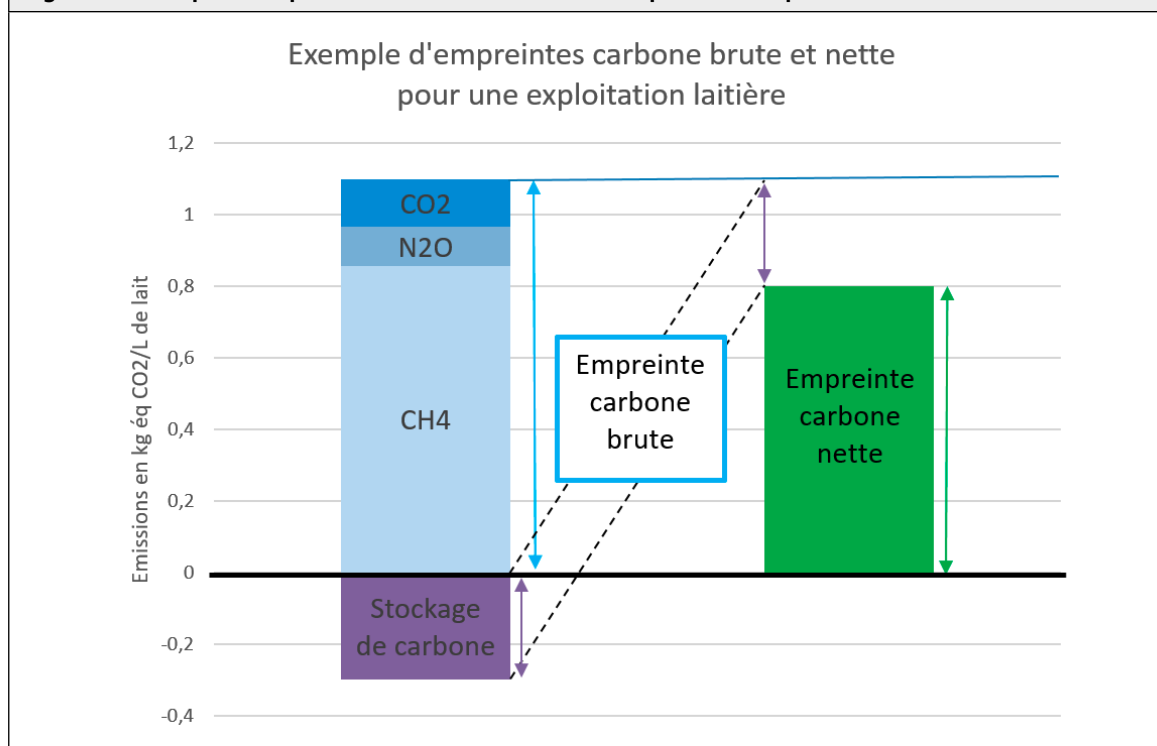 Exemple d'empreintes carbone brute et nette
pour une exploitation laitière
Emissions en kg éq CO2/L de lait
1,2
1
0,8
0,6
0,4
0,2
0
-0,2
-0,4
CO2
N2O
CH4
Stockage
de carbone
Empreinte
carbone
brute
Empreinte
carbone
nette